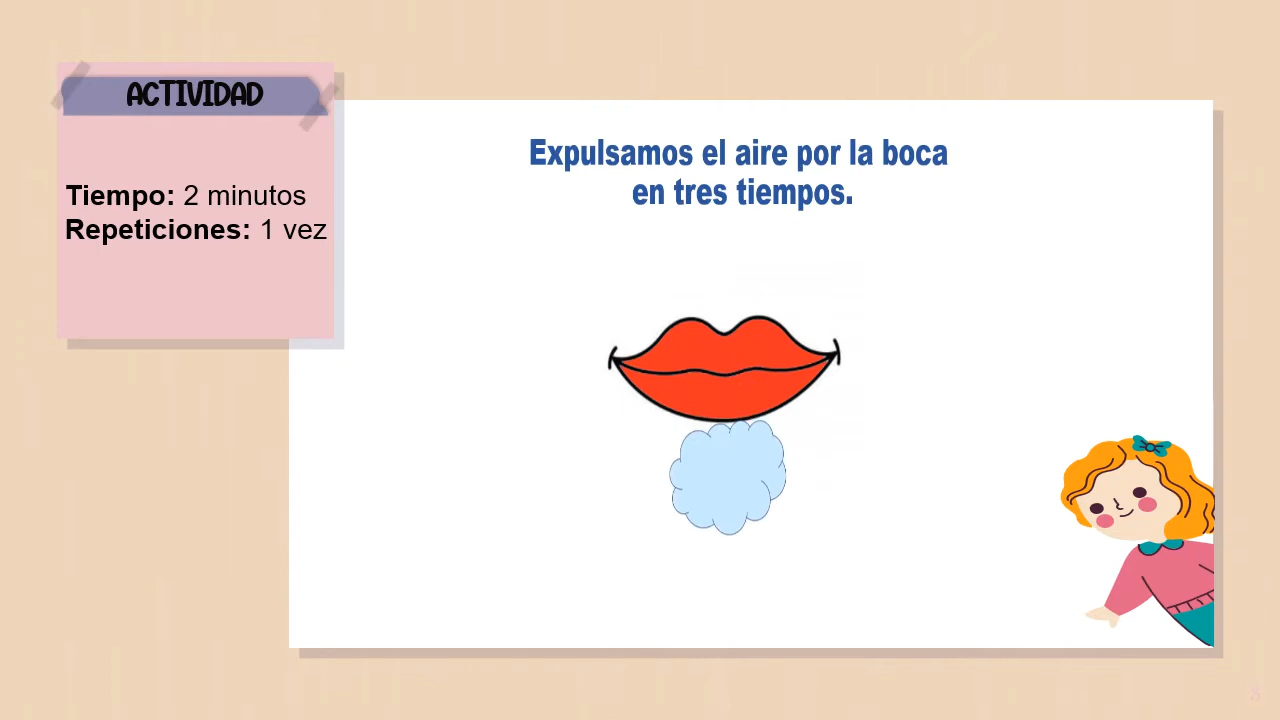 ACTIVIDAD
Tiempo: 2 minutos
Repeticiones: 1 vez
Expulsamos el aire por la boca
en tres tiempos.